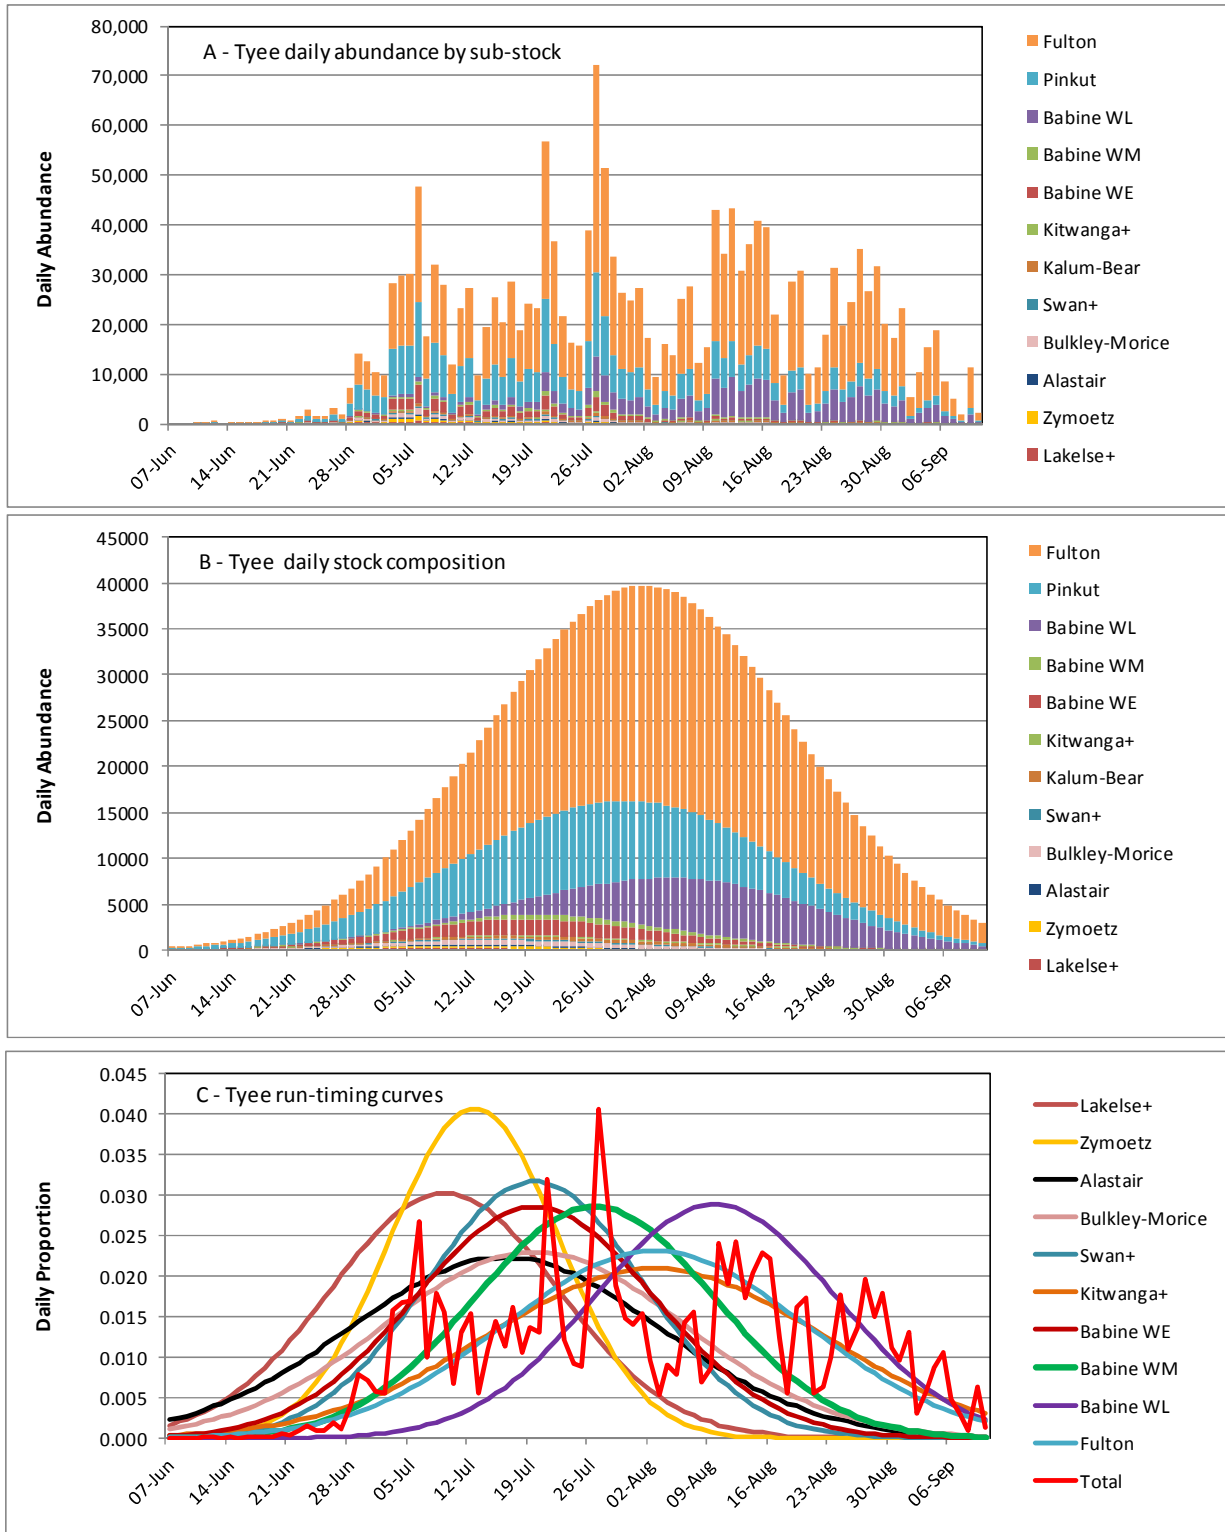 A - Tyee daily abundance by sub-stock
Daily Abundance
80,000
70,000
60,000
50,000
40,000
30,000
20,000
10,000
0
07-Jun
14-Jun
21-Jun
28-Jun
05-Jul
12-Jul
19-Jul
26-Jul
02-Aug
09-Aug
16-Aug
23-Aug
30-Aug
06-Sep
Fulton
Pinkut
Babine WL
Babine WM
Babine WE
Kitwanga+
Kalum-Bear
Swan+
Bulkley-Morice
Alastair
Zymoetz
Lakelse+
B - Tyee daily stock composition
Daily Abundance
45000
40000
35000
30000
25000
20000
15000
10000
5000
0
07-Jun
14-Jun
21-Jun
28-Jun
05-Jul
12-Jul
19-Jul
26-Jul
02-Aug
09-Aug
16-Aug
23-Aug
30-Aug
06-Sep
Fulton
Pinkut
Babine WL
Babine WM
Babine WE
Kitwanga+
Kalum-Bear
Swan+
Bulkley-Morice
Alastair
Zymoetz
Lakelse+
C - Tyee run-timing curves
Daily Proportion
0.045
0.040
0.035
0.030
0.025
0.020
0.015
0.010
0.005
0.000
07-Jun
14-Jun
21-Jun
28-Jun
05-Jul
12-Jul
19-Jul
26-Jul
02-Aug
09-Aug
16-Aug
23-Aug
30-Aug
06-Sep
Lakelse+
Zymoetz
Alastair
Bulkley-Morice
Swan+
Kitwanga+
Babine WE
Babine WM
Babine WL
Fulton
Total